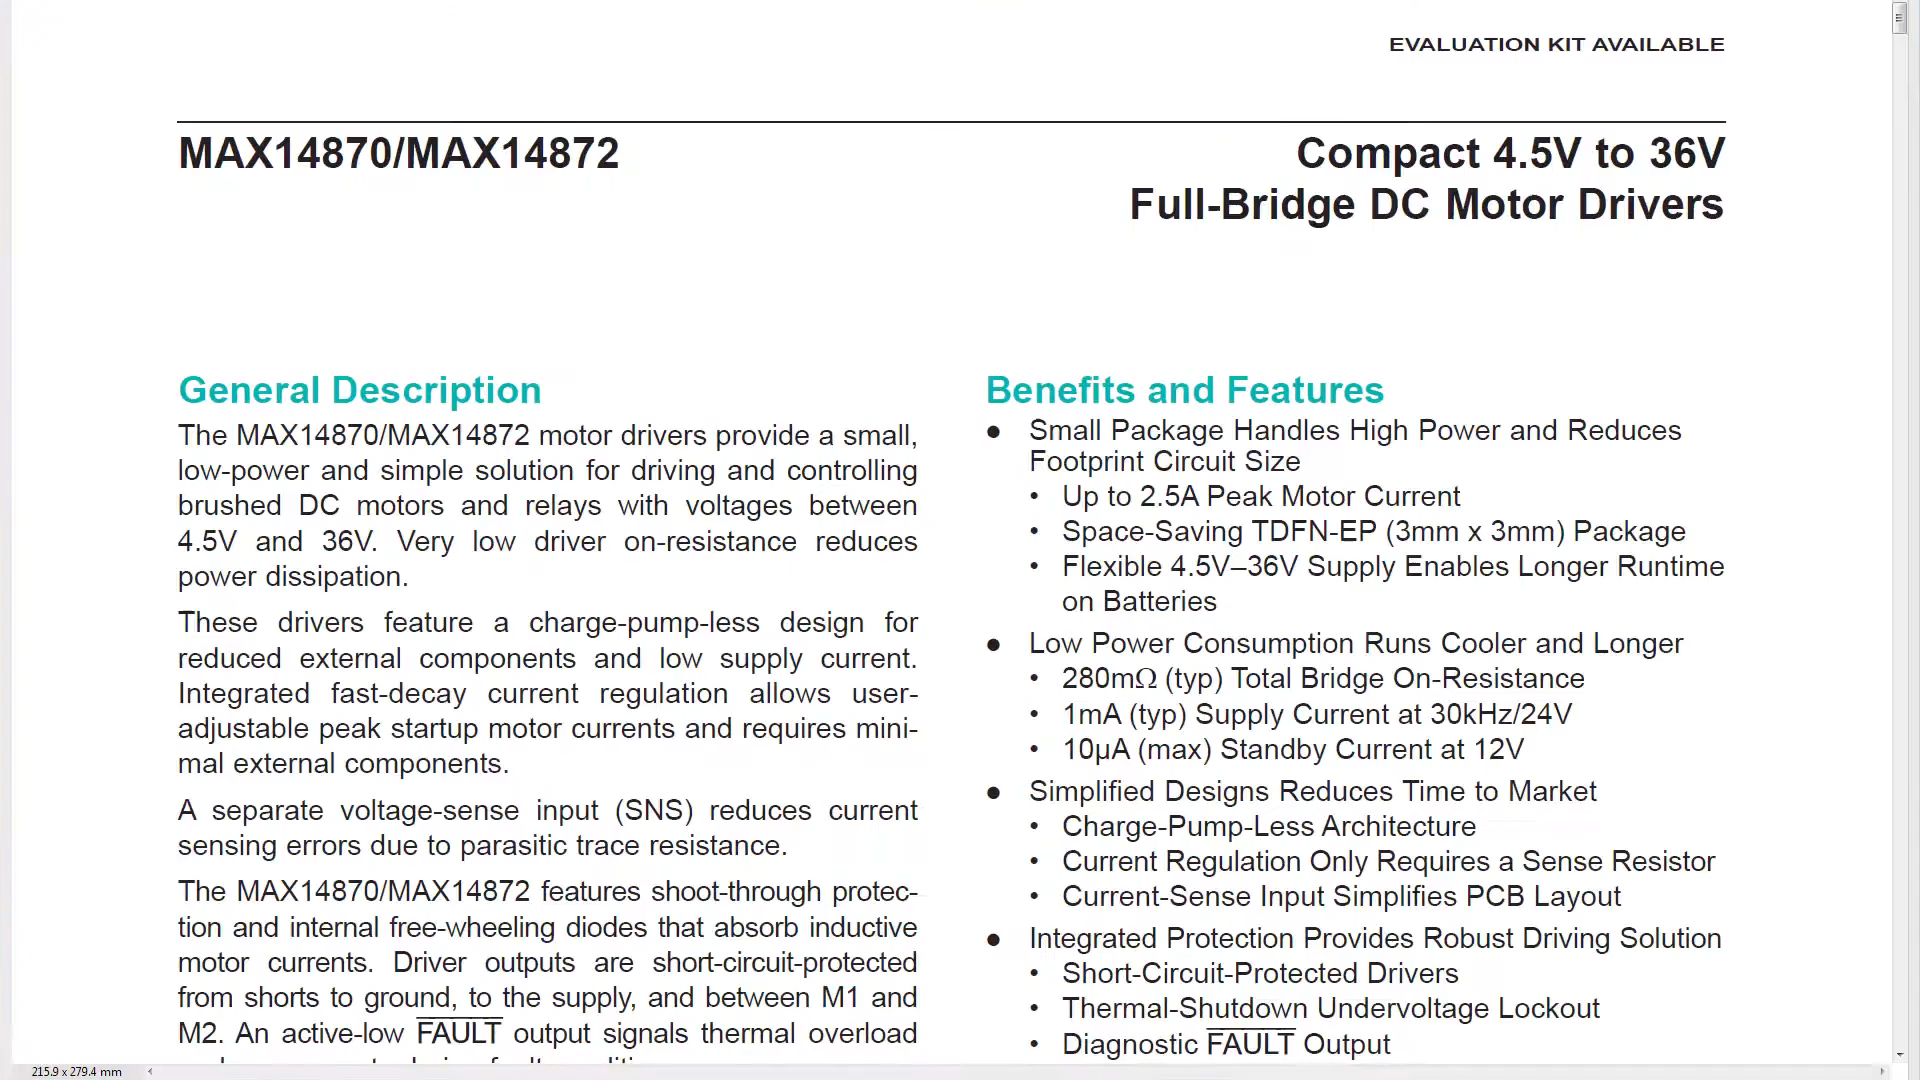 EVALUATION KIT AVAILABLE
MAX14870/MAX14872
Compact 4.5V to 36V
Full-Bridge DC Motor Drivers
General Description
The MAX14870/MAX14872 motor drivers provide a small,
low-power and simple solution for driving and controlling
brushed DC motors and relays with voltages between
4.5V and 36V. Very low driver on-resistance reduces
power dissipation.
These drivers feature a charge-pump-less design for
reduced external components and low supply current.
Integrated fast-decay current regulation allows user-
adjustable peak startup motor currents and requires mini-
mal external components.
A separate voltage-sense input (SNS) reduces current
sensing errors due to parasitic trace resistance.
The MAX14870/MAX14872 features shoot-through protec-
tion and internal free-wheeling diodes that absorb inductive
motor currents. Driver outputs are short-circuit-protected
from shorts to ground, to the supply, and between M1 and
M2. An active-low FAULT output signals thermal overload
Benefits and Features
● Small Package Handles High Power and Reduces
Footprint Circuit Size
• Up to 2.5A Peak Motor Current
• Space-Saving TDFN-EP (3mm x 3mm) Package
• Flexible 4.5V–36V Supply Enables Longer Runtime
on Batteries
● Low Power Consumption Runs Cooler and Longer
• 280mΩ (typ) Total Bridge On-Resistance
• 1mA (typ) Supply Current at 30kHz/24V
• 10μA (max) Standby Current at 12V
● Simplified Designs Reduces Time to Market
• Charge-Pump-Less Architecture
• Current Regulation Only Requires a Sense Resistor
• Current-Sense Input Simplifies PCB Layout
● Integrated Protection Provides Robust Driving Solution
• Short-Circuit-Protected Drivers
• Thermal-Shutdown Undervoltage Lockout
• Diagnostic FAULT Output
215.9 x 279.4 mm